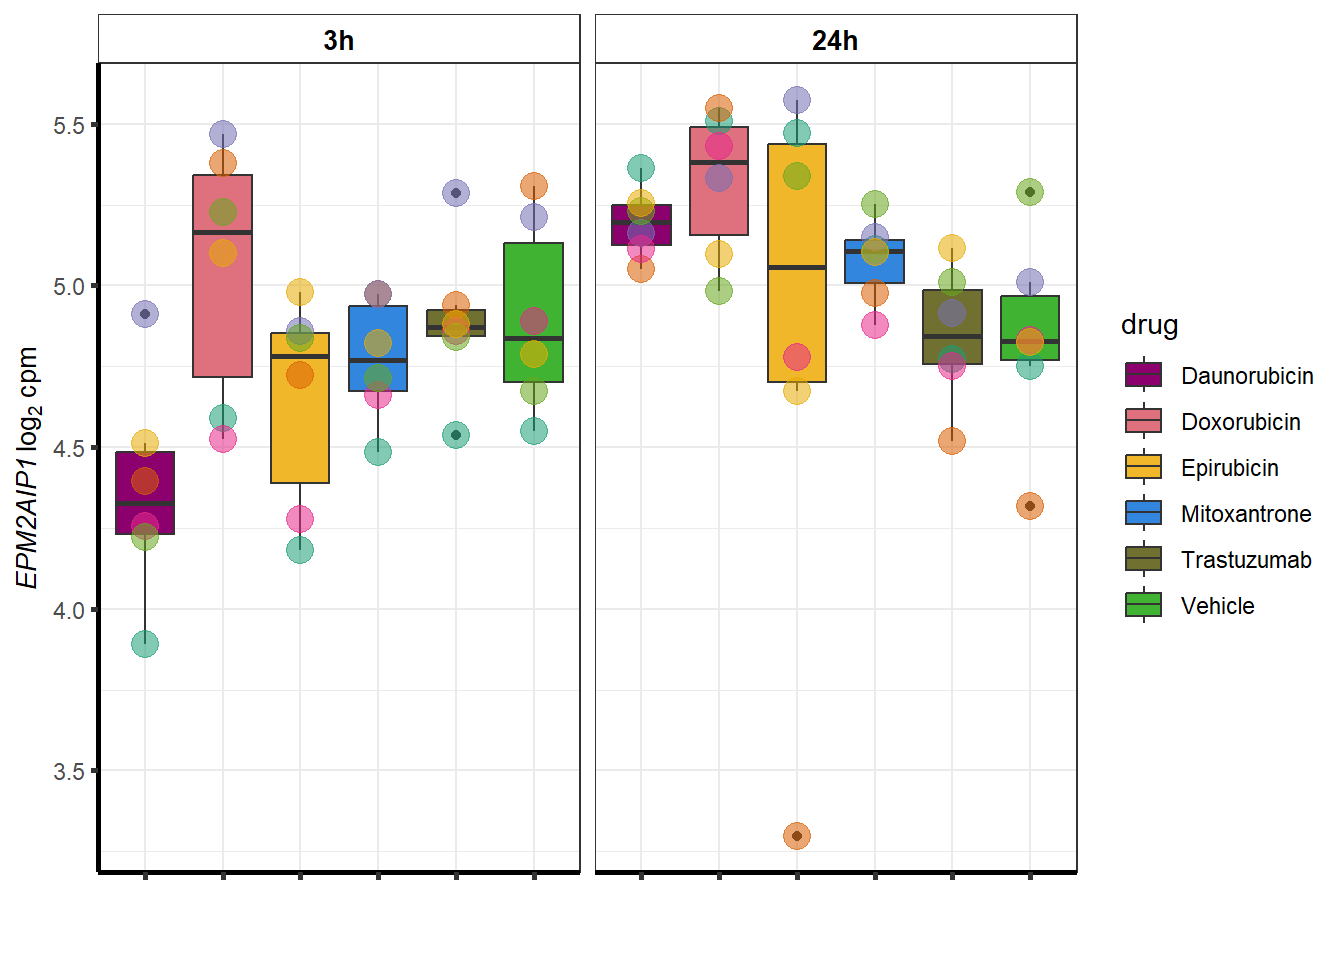 3h
24h
5.5
5.0
4.5
4.0
3.5
EPM2AIP1 log₂ cpm
drug
Daunorubicin
Doxorubicin
Epirubicin
Mitoxantrone
Trastuzumab
Vehicle